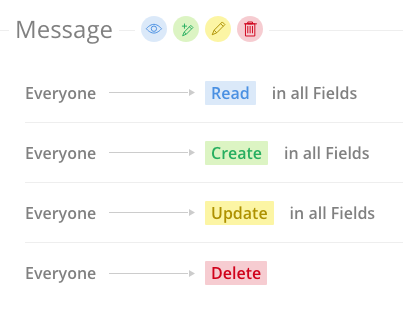 Message
Everyone Read in all Fields
Everyone Create in all Fields
Everyone Update in all Fields
Everyone Delete